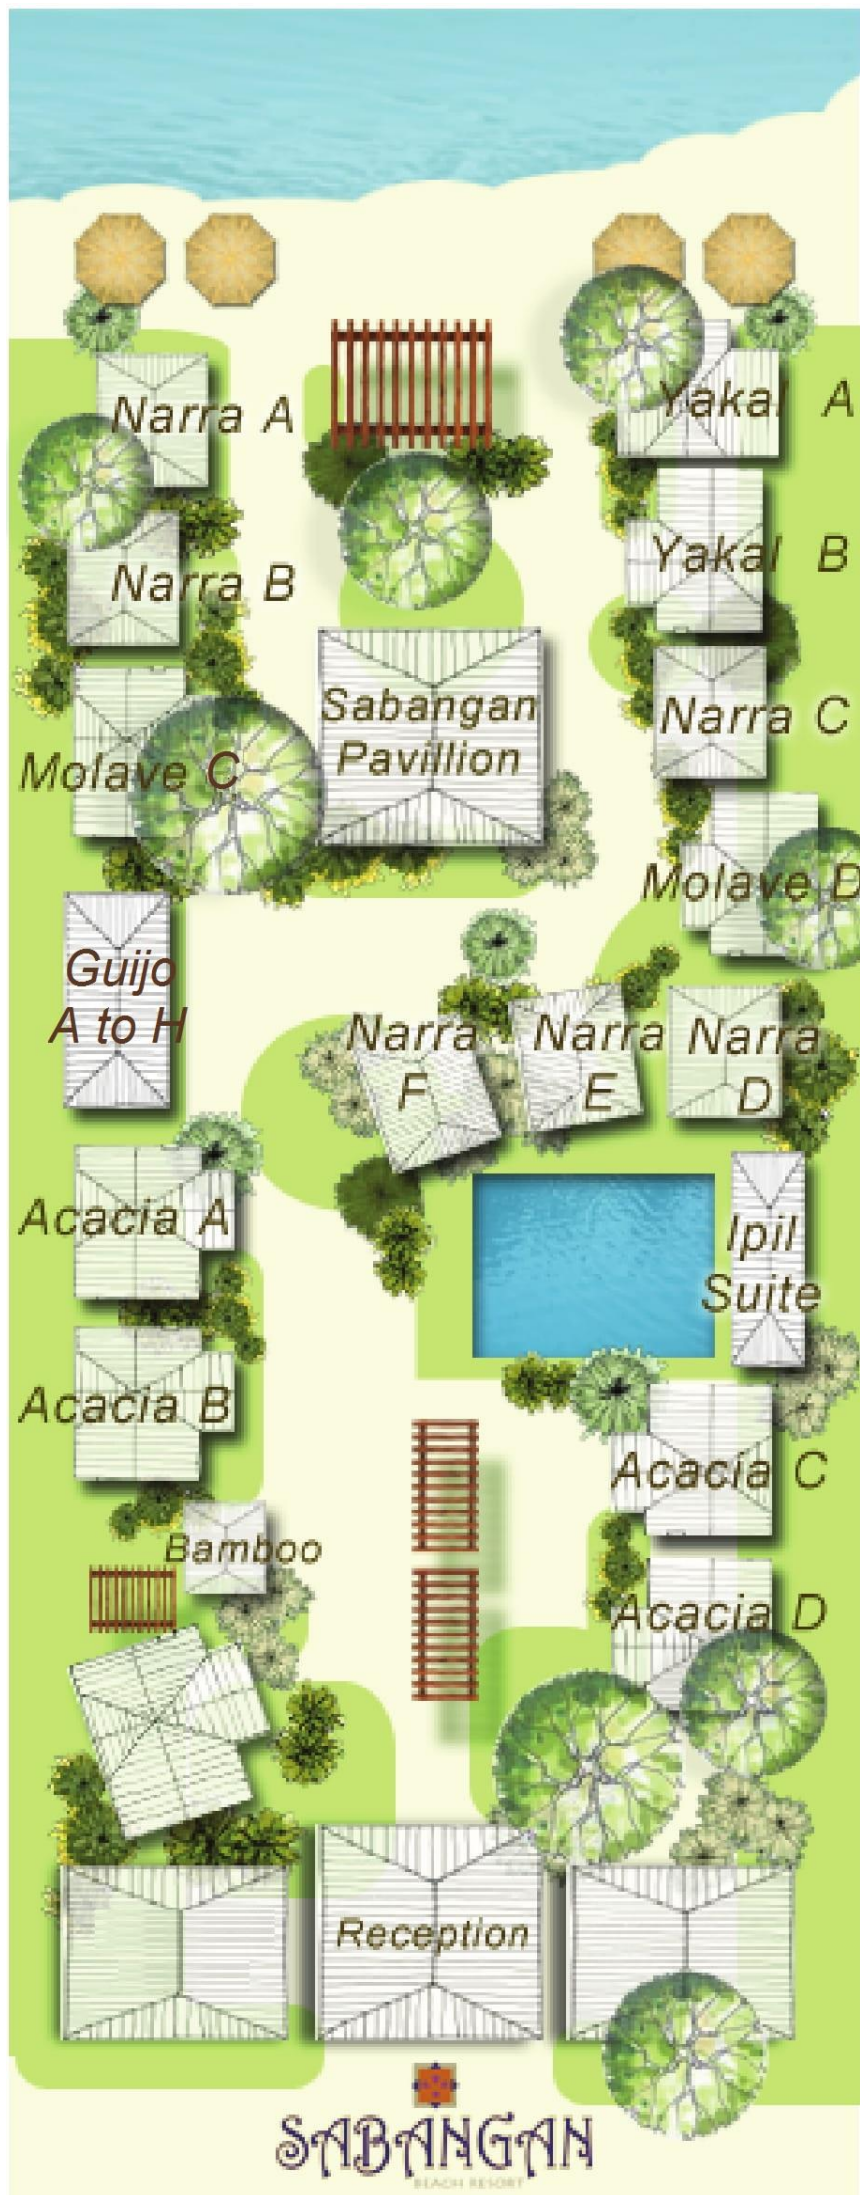 Narra A
Yakal A
Narra B
Yakal B
Sabangan
Pavillion
Narra C
Molave C
Molave D
Guijo
A to H
Narra
F
Narra
E
Narra
D
Acacia A
Ipil
Suite
Acacia B
Acacia C
Bamboo
Acacia D
Reception
SABANGAN
BEACH RESORT